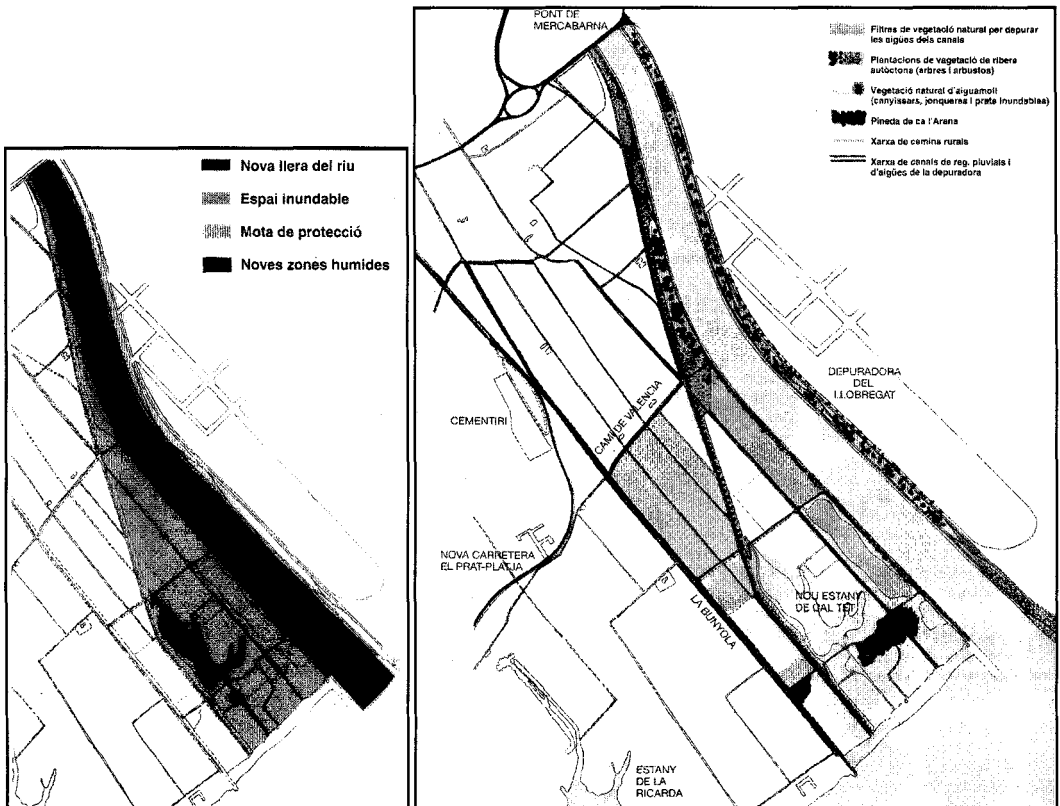 Nova llera del riu
Espai inundable
Mota de protecció
Noves zones humides
PONT DE
MERCABARNA
Filtres de vegetació natural per depurar
les aigües dels canals
Plantacions de vegetació de ribera
autòctona (arbres i arbustos)
Vegetació natural d'aiguamoll
(canyissars, jonqueres i prats inundables)
Pineda de ca l'Arana
Xarxa de camins rurals
Xarxa de canals de reg, pluvials i
d'aigües de la depuradora
DEPURADORA
DEL
LLOBREGAT
CEMENTIRI
CAMI DE VALENCIA
NOVA CARRETERA
EL PRAT-PLATJA
LA BUNYOLA
NOU ESTANY
DE CAL TET
ESTANY
DE LA
RICARDA